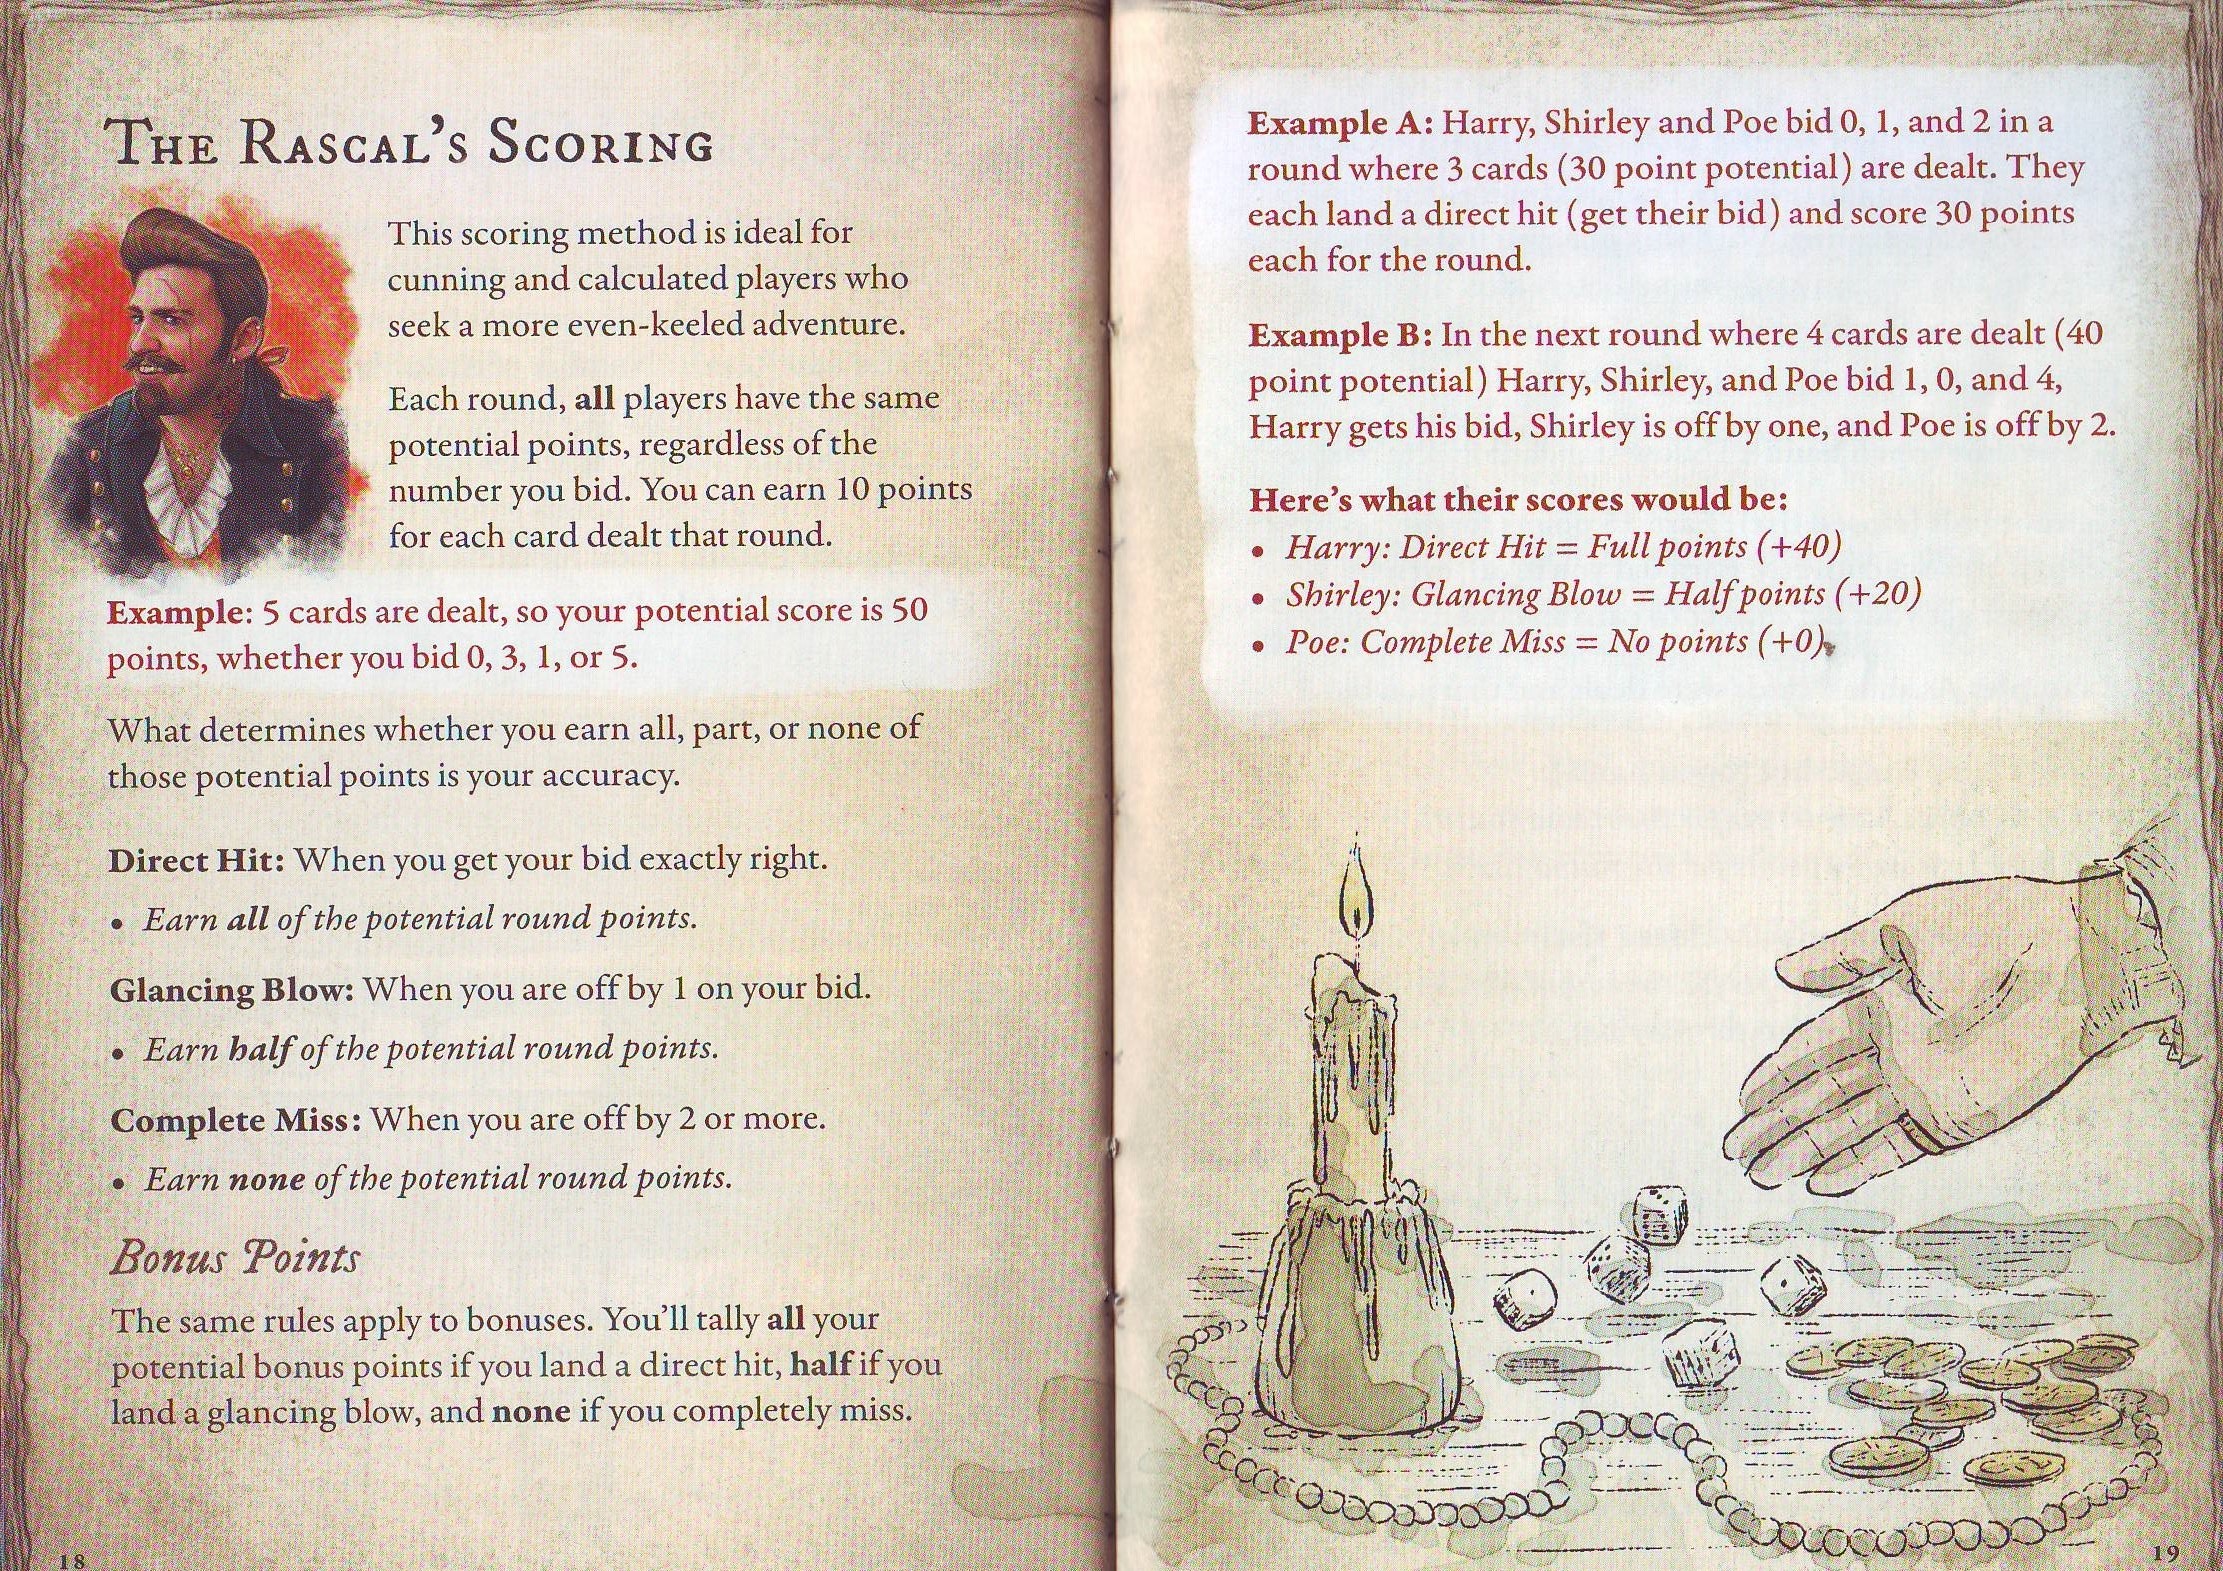 The Rascal's Scoring
This scoring method is ideal for
cunning and calculated players who
seek a more even-keeled adventure.
Each round, all players have the same
potential points, regardless of the
number you bid. You can earn 10 points
for each card dealt that round.
Example: 5 cards are dealt, so your potential score is 50
points, whether you bid 0, 3, 1, or 5.
What determines whether you earn all, part, or none of
those potential points is your accuracy.
Direct Hit: When you get your bid exactly right.
• Earn all of the potential round points.
Glancing Blow: When you are off by 1 on your bid.
• Earn half of the potential round points.
Complete Miss: When you are off by 2 or more.
• Earn none of the potential round points.
Bonus Points
The same rules apply to bonuses. You'll tally all your
potential bonus points if you land a direct hit, half if you
land a glancing blow, and none if you completely miss.
18
Example A: Harry, Shirley and Poe bid 0, 1, and 2 in a
round where 3 cards (30 point potential) are dealt. They
each land a direct hit (get their bid) and score 30 points
each for the round.
Example B: In the next round where 4 cards are dealt (40
point potential) Harry, Shirley, and Poe bid 1, 0, and 4,
Harry gets his bid, Shirley is off by one, and Poe is off by 2.
Here's what their scores would be:
• Harry: Direct Hit = Full points (+40)
• Shirley: Glancing Blow = Half points (+20)
• Poe: Complete Miss = No points (+0)
19